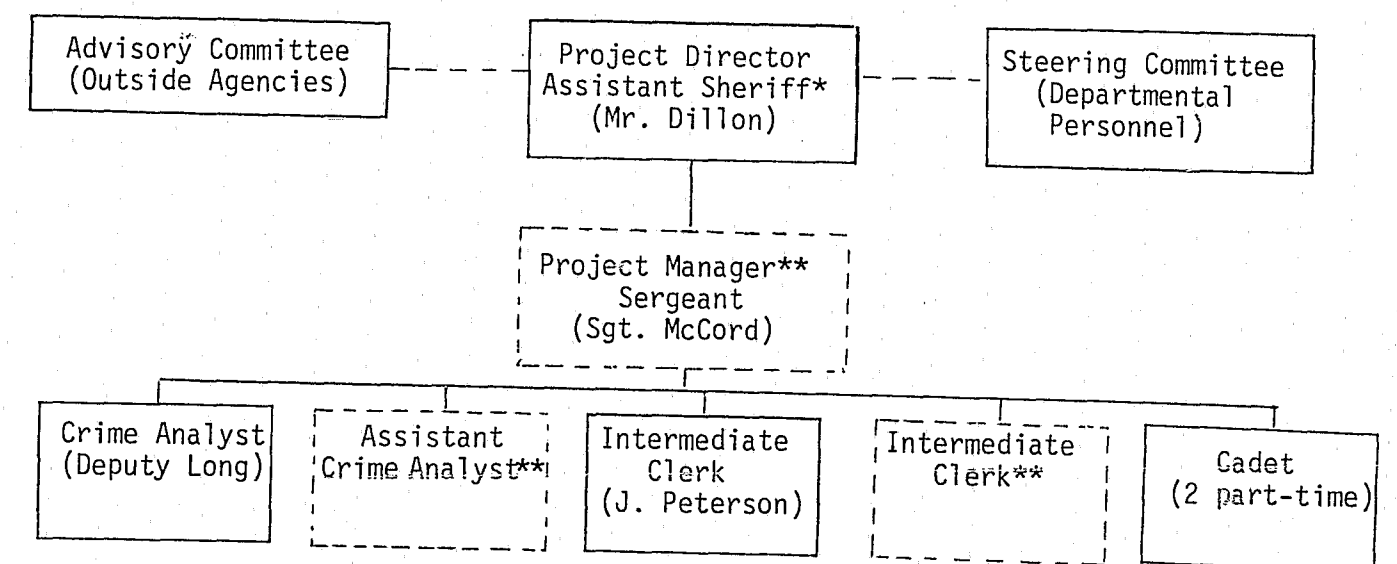 Advisory Committee
(Outside Agencies)
Project Director
Assistant Sheriff*
(Mr. Dillon)
Steering Committee
(Departmental
Personnel)
Project Manager**
Sergeant
(Sgt. McCord)
Crime Analyst
(Deputy Long)
Assistant
Crime Analyst**
Intermediate
Clerk
(J. Peterson)
Intermediate
Clerk**
Cadet
(2 part-time)